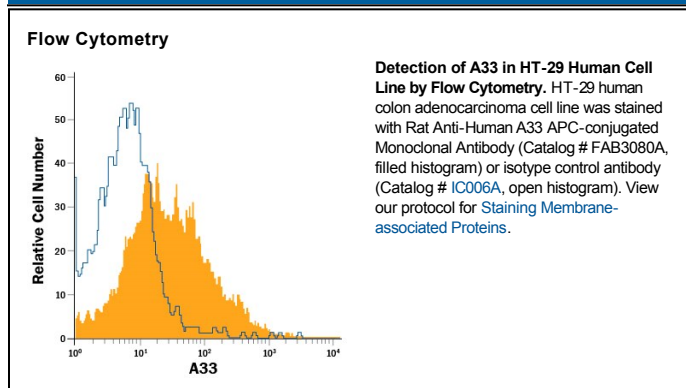 Flow Cytometry
60
50
40
30
20
10
0
Relative Cell Number
10⁰
10¹
10²
10³
10⁴
A33
Detection of A33 in HT-29 Human Cell
Line by Flow Cytometry. HT-29 human
colon adenocarcinoma cell line was stained
with Rat Anti-Human A33 APC-conjugated
Monoclonal Antibody (Catalog # FAB3080A,
filled histogram) or isotype control antibody
(Catalog # IC006A, open histogram). View
our protocol for Staining Membrane-
associated Proteins.